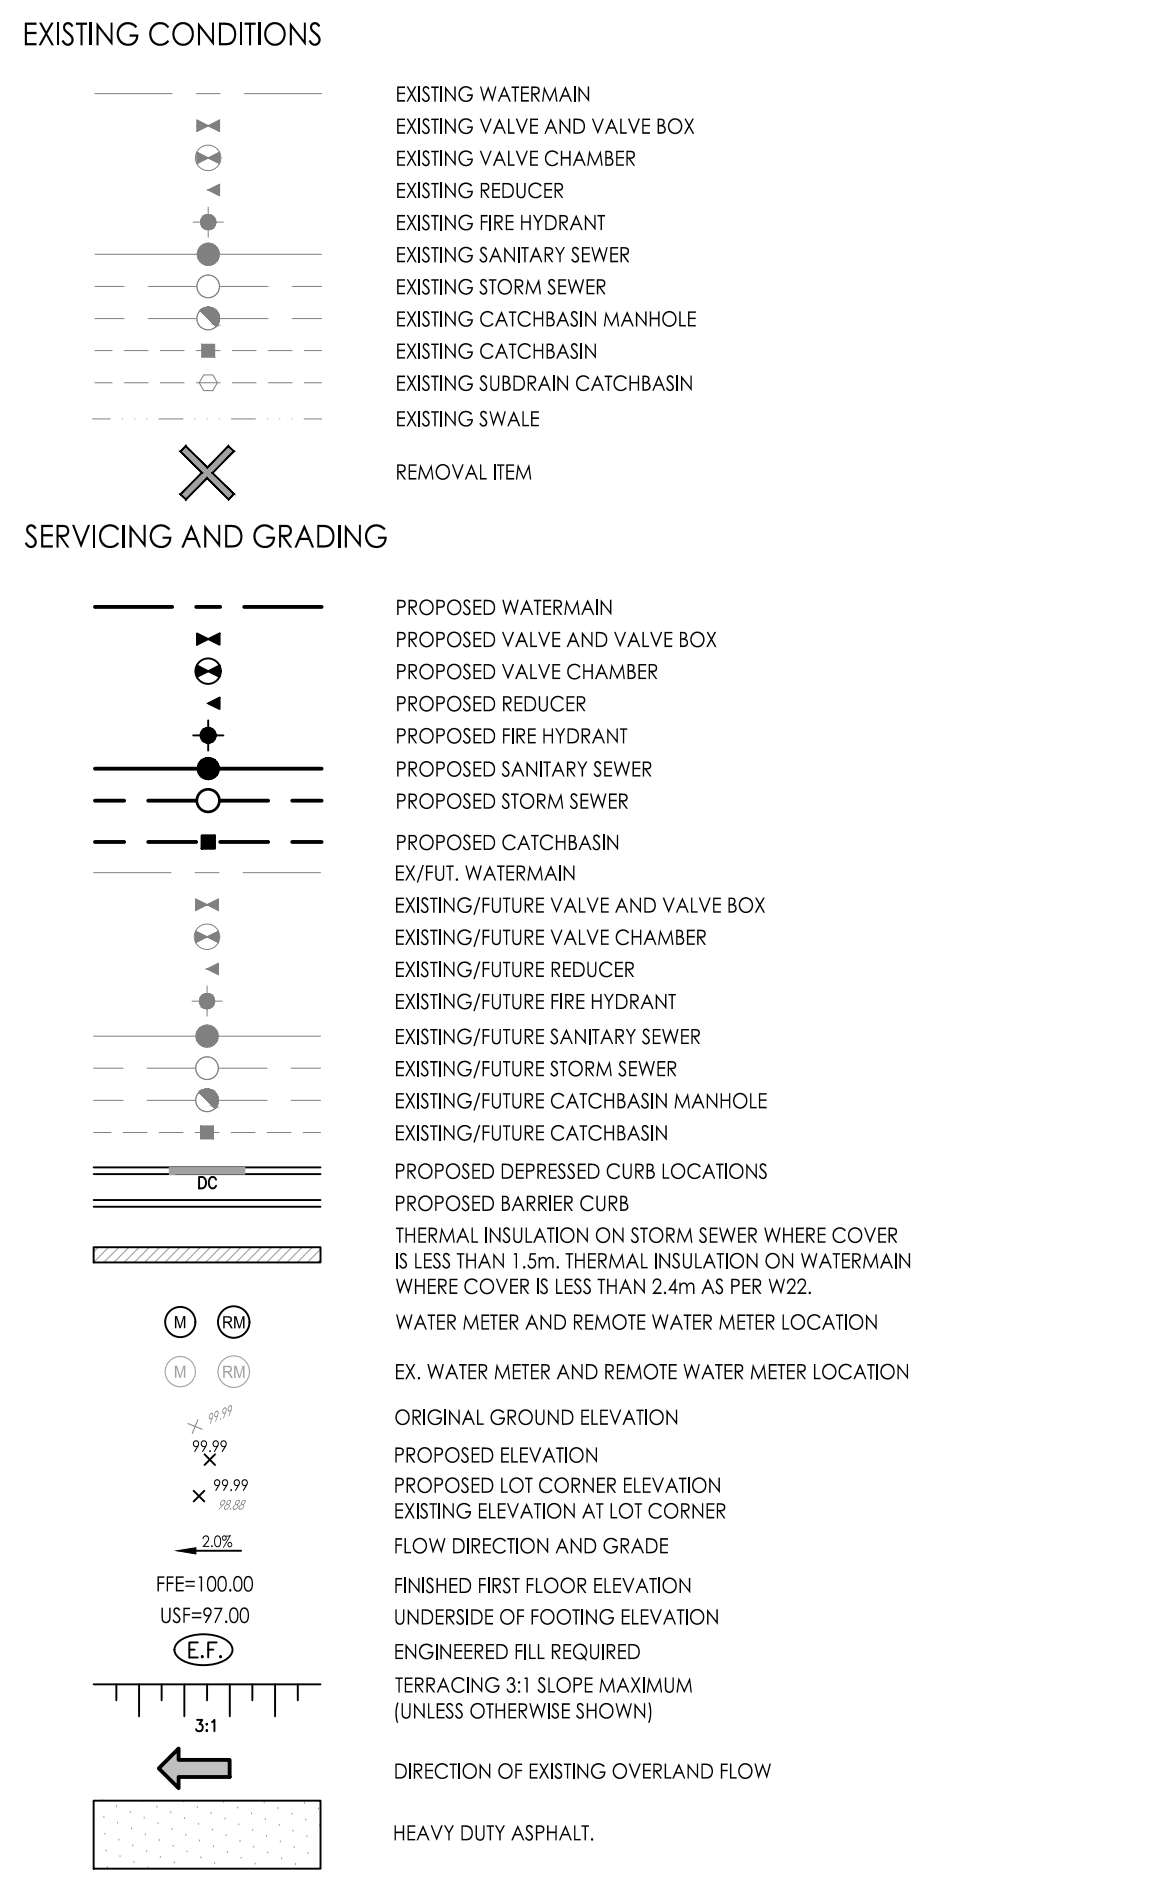 EXISTING CONDITIONS
EXISTING WATERMAIN
EXISTING VALVE AND VALVE BOX
EXISTING VALVE CHAMBER
EXISTING REDUCER
EXISTING FIRE HYDRANT
EXISTING SANITARY SEWER
EXISTING STORM SEWER
EXISTING CATCHBASIN MANHOLE
EXISTING CATCHBASIN
EXISTING SUBDRAIN CATCHBASIN
EXISTING SWALE
REMOVAL ITEM
SERVICING AND GRADING
PROPOSED WATERMAIN
PROPOSED VALVE AND VALVE BOX
PROPOSED VALVE CHAMBER
PROPOSED REDUCER
PROPOSED FIRE HYDRANT
PROPOSED SANITARY SEWER
PROPOSED STORM SEWER
PROPOSED CATCHBASIN
EX/FUT. WATERMAIN
EXISTING/FUTURE VALVE AND VALVE BOX
EXISTING/FUTURE VALVE CHAMBER
EXISTING/FUTURE REDUCER
EXISTING/FUTURE FIRE HYDRANT
EXISTING/FUTURE SANITARY SEWER
EXISTING/FUTURE STORM SEWER
EXISTING/FUTURE CATCHBASIN MANHOLE
EXISTING/FUTURE CATCHBASIN
DC PROPOSED DEPRESSED CURB LOCATIONS
PROPOSED BARRIER CURB
THERMAL INSULATION ON STORM SEWER WHERE COVER
IS LESS THAN 1.5m. THERMAL INSULATION ON WATERMAIN
WHERE COVER IS LESS THAN 2.4m AS PER W22.
M RM WATER METER AND REMOTE WATER METER LOCATION
M RM EX. WATER METER AND REMOTE WATER METER LOCATION
99.99 ORIGINAL GROUND ELEVATION
99.99 PROPOSED ELEVATION
99.99 PROPOSED LOT CORNER ELEVATION
98.88 EXISTING ELEVATION AT LOT CORNER
2.0% FLOW DIRECTION AND GRADE
FFE=100.00 FINISHED FIRST FLOOR ELEVATION
USF=97.00 UNDERSIDE OF FOOTING ELEVATION
E.F. ENGINEERED FILL REQUIRED
TERRACING 3:1 SLOPE MAXIMUM
(UNLESS OTHERWISE SHOWN)
3:1
DIRECTION OF EXISTING OVERLAND FLOW
HEAVY DUTY ASPHALT.